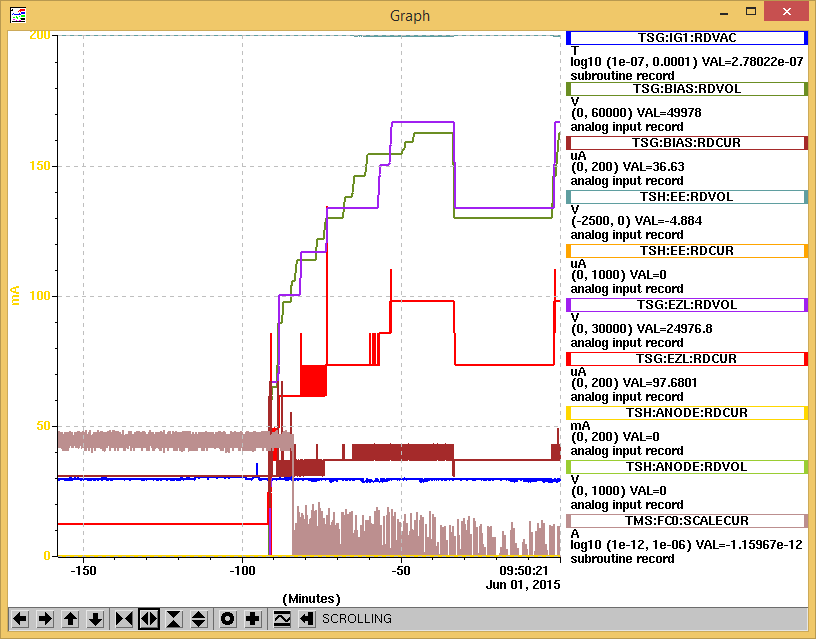 Graph
200
150
100
50
0
mA
-150
-100
-50
09:50:21
Jun 01, 2015
(Minutes)
TSG:IG1:RDVAC
T
log10 (1e-07, 0.0001) VAL=2.78022e-07
subroutine record
TSG:BIAS:RDVOL
V
(0, 60000) VAL=49978
analog input record
TSG:BIAS:RDCUR
uA
(0, 200) VAL=36.63
analog input record
TSH:EE:RDVOL
V
(-2500, 0) VAL=-4.884
analog input record
TSH:EE:RDCUR
uA
(0, 1000) VAL=0
analog input record
TSG:EZL:RDVOL
V
(0, 30000) VAL=24976.8
analog input record
TSG:EZL:RDCUR
uA
(0, 200) VAL=97.6801
analog input record
TSH:ANODE:RDCUR
mA
(0, 200) VAL=0
analog input record
TSH:ANODE:RDVOL
V
(0, 1000) VAL=0
analog input record
TMS:FC0:SCALECUR
A
log10 (1e-12, 1e-06) VAL=-1.15967e-12
subroutine record
SCROLLING